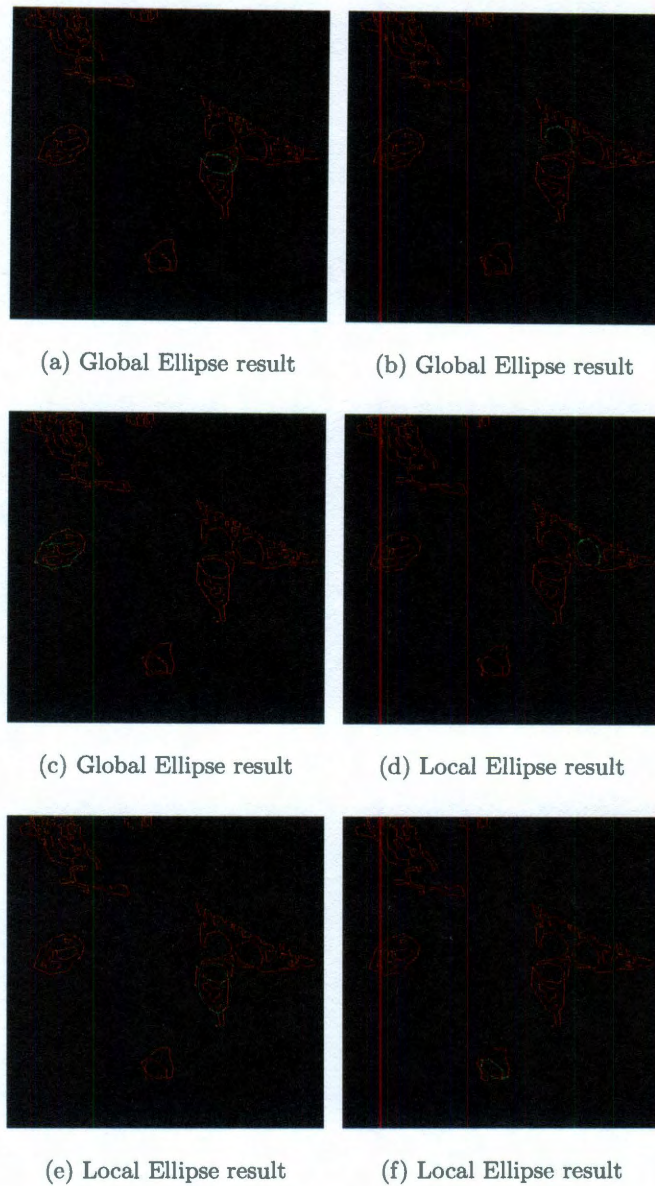 (a) Global Ellipse result
(b) Global Ellipse result
(c) Global Ellipse result
(d) Local Ellipse result
(e) Local Ellipse result
(f) Local Ellipse result